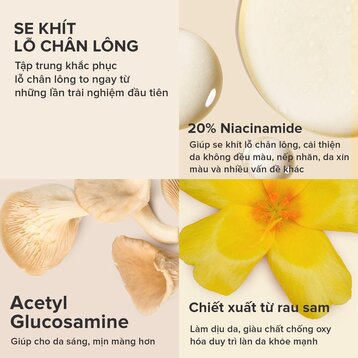 SE KHÍT
LỖ CHÂN LÔNG
Tập trung khắc phục
lỗ chân lông to ngay từ
những lần trải nghiệm đầu tiên
20% Niacinamide
Giúp se khít lỗ chân lông, cải thiện
da không đều màu, nếp nhăn, da xỉn
màu và nhiều vấn đề khác
Acetyl
Glucosamine
Giúp cho da sáng, mịn màng hơn
Chiết xuất từ rau sam
Làm dịu da, giàu chất chống oxy
hóa duy trì làn da khỏe mạnh